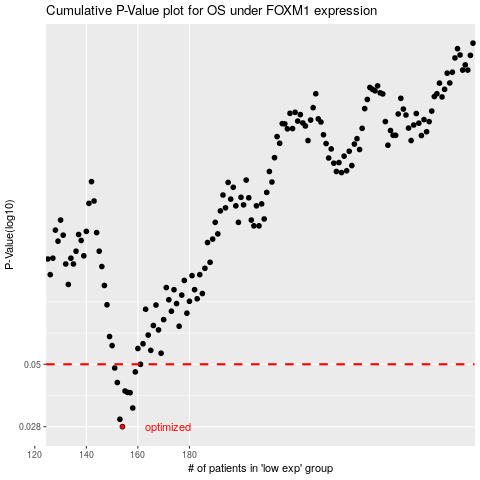 Cumulative P-Value plot for OS under FOXM1 expression
P-Value(log10)
0.05
0.028
optimized
120 140 160 180
# of patients in 'low exp' group